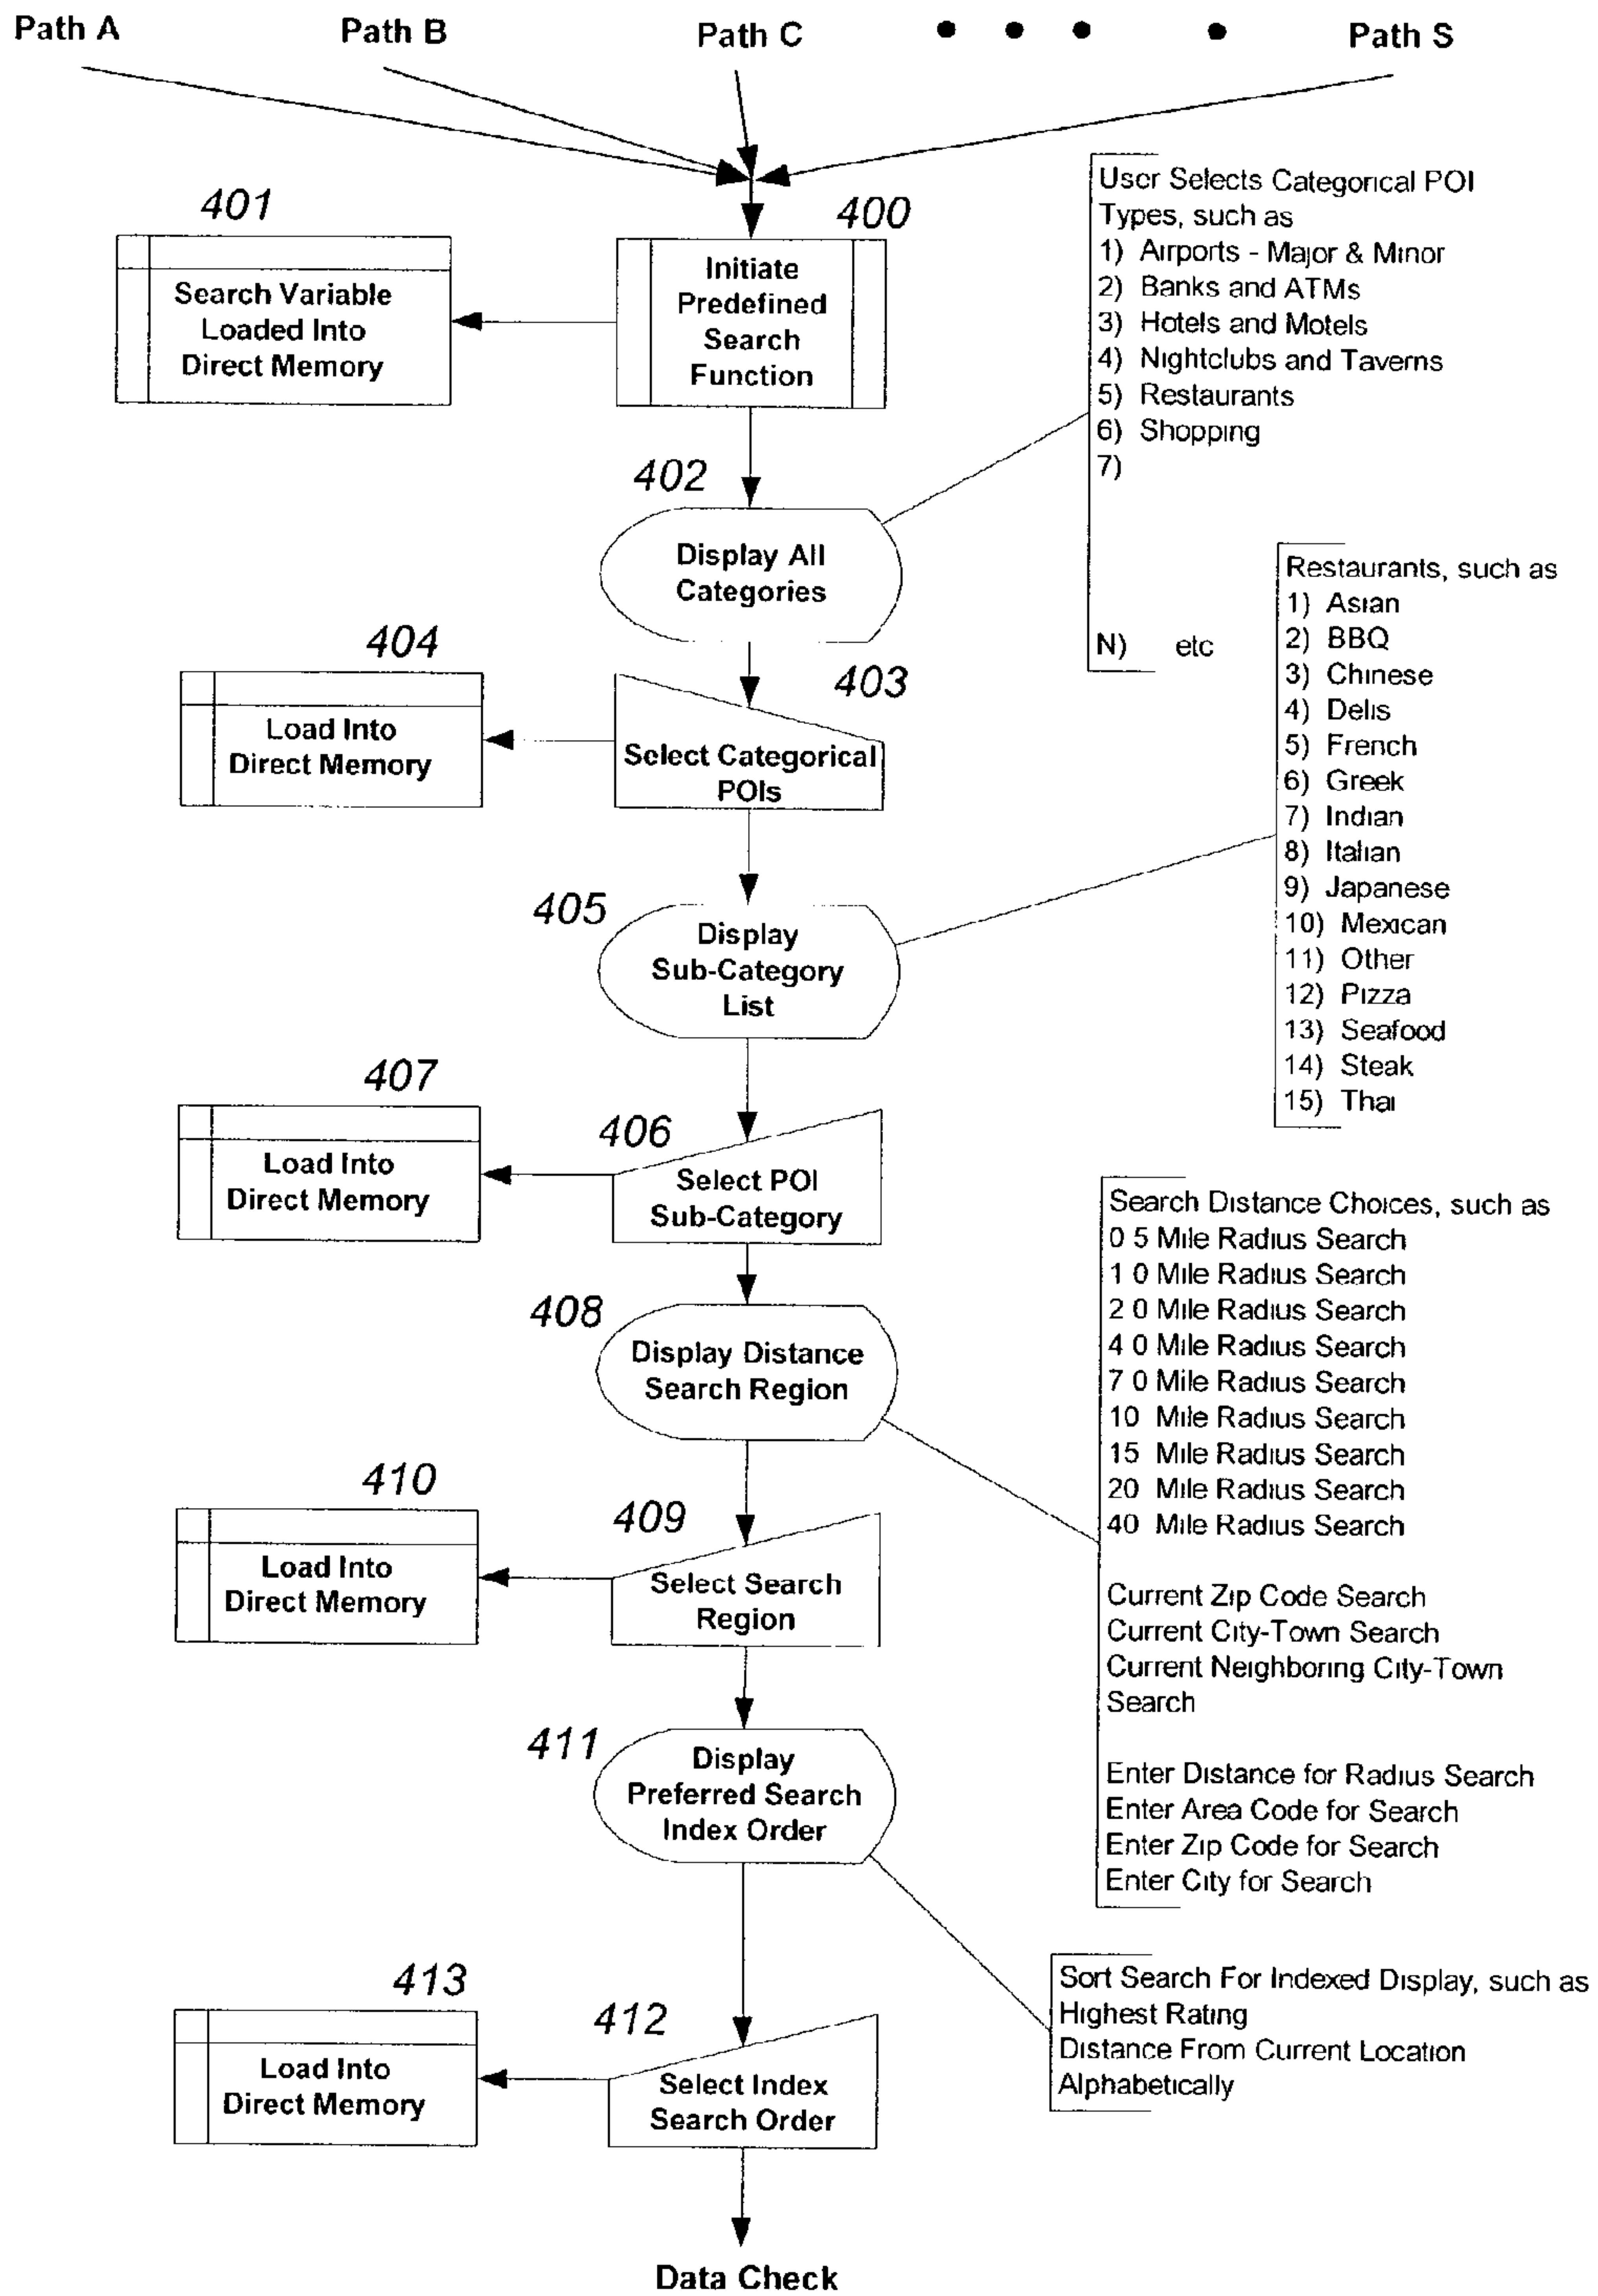 Path A
Path B
Path C
Path S
401
Search Variable
Loaded Into
Direct Memory
400
Initiate
Predefined
Search
Function
User Selects Categorical POI
Types, such as
1) Airports - Major & Minor
2) Banks and ATMs
3) Hotels and Motels
4) Nightclubs and Taverns
5) Restaurants
6) Shopping
7)
N) etc
402
Display All
Categories
Restaurants, such as
1) Asian
2) BBQ
3) Chinese
4) Delis
5) French
6) Greek
7) Indian
8) Italian
9) Japanese
10) Mexican
11) Other
12) Pizza
13) Seafood
14) Steak
15) Thai
404
Load Into
Direct Memory
403
Select Categorical
POIs
405
Display
Sub-Category
List
407
Load Into
Direct Memory
406
Select POI
Sub-Category
408
Display Distance
Search Region
Search Distance Choices, such as
0 5 Mile Radius Search
1 0 Mile Radius Search
2 0 Mile Radius Search
4 0 Mile Radius Search
7 0 Mile Radius Search
10 Mile Radius Search
15 Mile Radius Search
20 Mile Radius Search
40 Mile Radius Search
Current Zip Code Search
Current City-Town Search
Current Neighboring City-Town
Search
Enter Distance for Radius Search
Enter Area Code for Search
Enter Zip Code for Search
Enter City for Search
410
Load Into
Direct Memory
409
Select Search
Region
411
Display
Preferred Search
Index Order
Sort Search For Indexed Display, such as
Highest Rating
Distance From Current Location
Alphabetically
413
Load Into
Direct Memory
412
Select Index
Search Order
Data Check